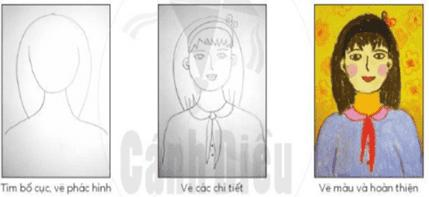 Cánh Diều
Tìm bố cục, vẽ phác hình
Vẽ các chi tiết
Vẽ màu và hoàn thiện